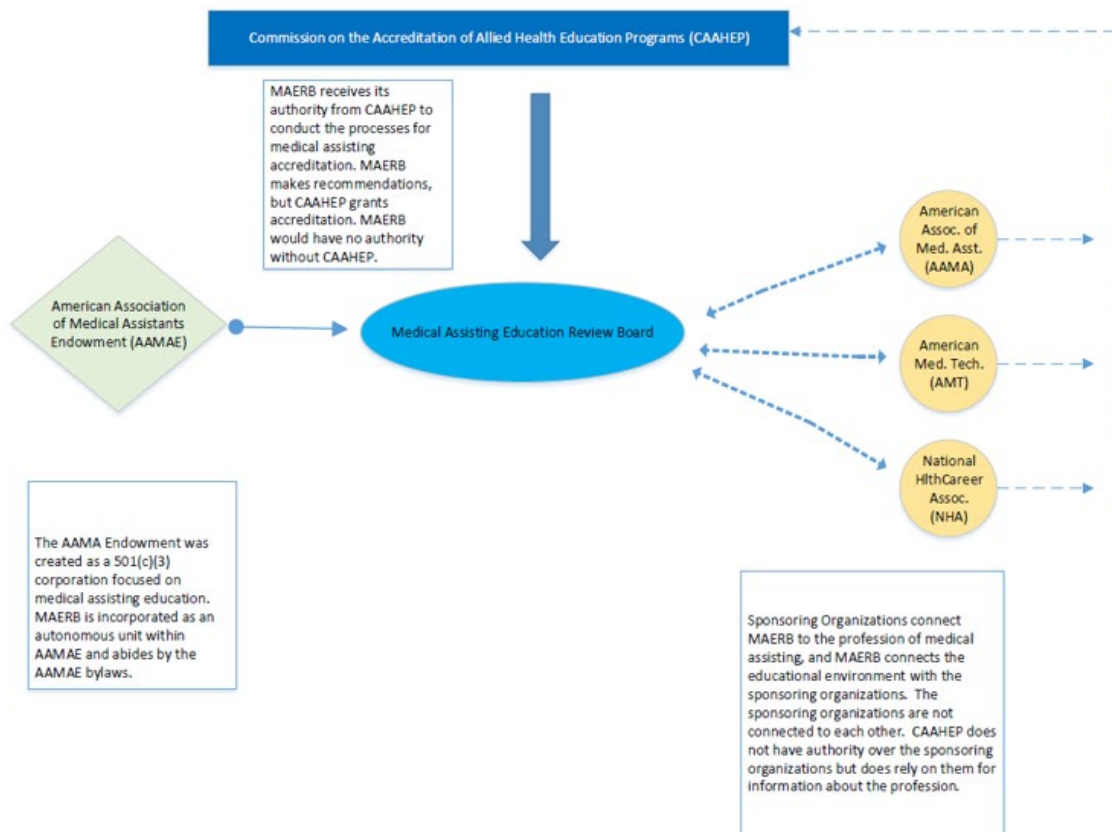 Commission on the Accreditation of Allied Health Education Programs (CAAHEP)
MAERB receives its
authority from CAAHEP to
conduct the processes for
medical assisting
accreditation. MAERB
makes recommendations,
but CAAHEP grants
accreditation. MAERB
would have no authority
without CAAHEP.
American
Assoc. of
Med. Asst.
(AAMA)
American Association
of Medical Assistants
Endowment (AAMAE)
Medical Assisting Education Review Board
American
Med. Tech.
(AMT)
National
HlthCareer
Assoc.
(NHA)
The AAMA Endowment was
created as a 501(c)(3)
corporation focused on
medical assisting education.
MAERB is incorporated as an
autonomous unit within
AAMAE and abides by the
AAMAE bylaws.
Sponsoring Organizations connect
MAERB to the profession of medical
assisting, and MAERB connects the
educational environment with the
sponsoring organizations.  The
sponsoring organizations are not
connected to each other.  CAAHEP does
not have authority over the sponsoring
organizations but does rely on them for
information about the profession.